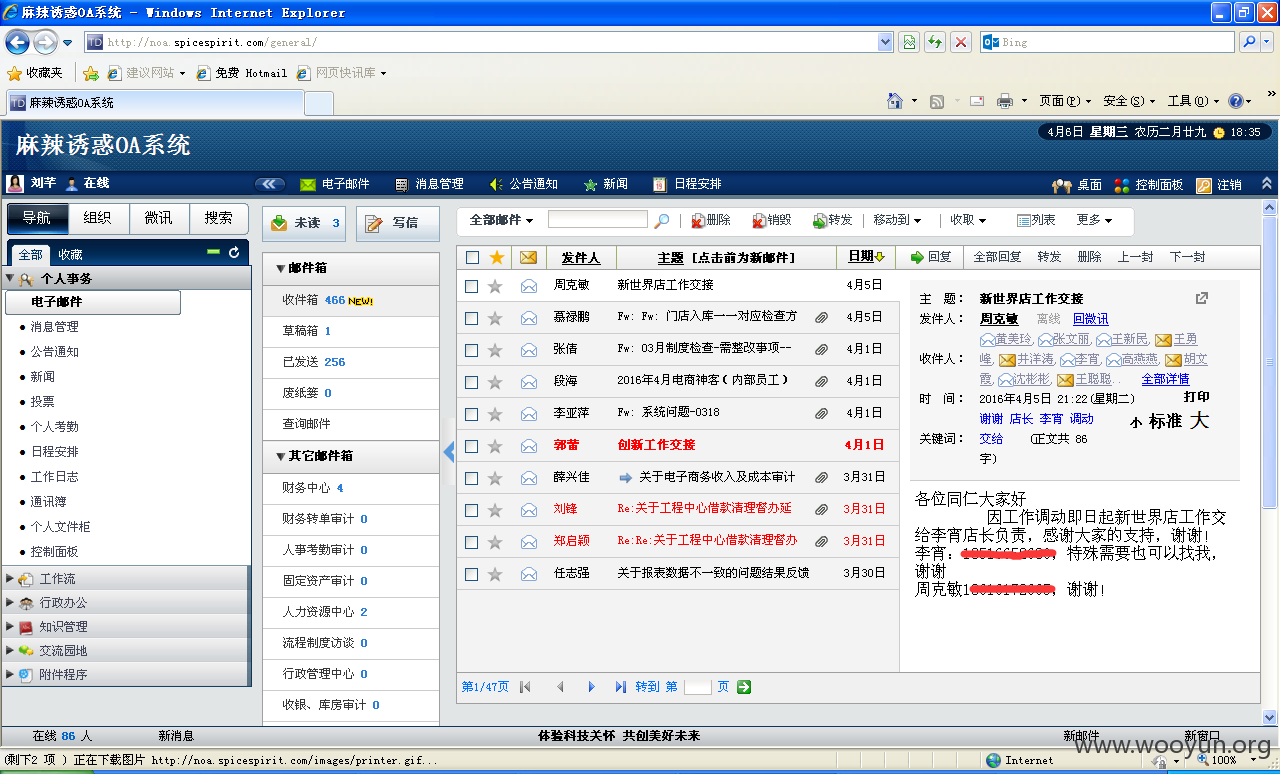 麻辣诱惑OA系统 - Windows Internet Explorer
http://noa.spicespirit.com/general/
Bing
收藏夹 建议网站 免费 Hotmail 网页快讯库
麻辣诱惑OA系统
页面(P) 安全(S) 工具(O)
麻辣诱惑OA系统
4月6日 星期三 农历二月廿九 18:35
刘芊 在线
电子邮件 消息管理 公告通知 新闻 日程安排
桌面 控制面板 注销
导航 组织 微讯 搜索
全部 收藏
个人事务
电子邮件
消息管理
公告通知
新闻
投票
个人考勤
日程安排
工作日志
通讯簿
个人文件柜
控制面板
工作流
行政办公
知识管理
交流园地
附件程序
未读 3 写信
邮件箱
收件箱 466 NEW!
草稿箱 1
已发送 256
废纸篓 0
查询邮件
其它邮件箱
财务中心 4
财务转单审计 0
人事考勤审计 0
固定资产审计 0
人力资源中心 2
流程制度访谈 0
行政管理中心 0
收银、库房审计 0
全部邮件 删除 销毁 转发 移动到 收取 列表 更多
发件人 主题 [点击前为新邮件] 日期
周克敏 新世界店工作交接 4月5日
聂禄鹏 Fw: Fw: 门店入库一一对应检查方 4月5日
张倩 Fw: 03月制度检查-需整改事项-- 4月1日
段海 2016年4月电商神客(内部员工) 4月1日
李亚萍 Fw: 系统问题-0318 4月1日
郭蕾 创新工作交接 4月1日
薛兴佳 关于电子商务收入及成本审计 3月31日
刘锋 Re:关于工程中心借款清理督办延 3月31日
郑启颖 Re:Re:关于工程中心借款清理督办 3月31日
任志强 关于报表数据不一致的问题结果反馈 3月30日
第1/47页 转到 第 页
回复 全部回复 转发 删除 上一封 下一封
主 题: 新世界店工作交接
发件人: 周克敏 离线 回微讯
收件人: 黄美玲, 张文丽, 王新民, 王勇
峰, 井洋涛, 李宵, 高燕燕, 胡文
霞, 沈彬彬, 王聪聪.. 全部详情
时 间: 2016年4月5日 21:22(星期二) 打印
谢谢 店长 李宵 调动 小 标准 大
关键词: 交给 (正文共 86
字)
各位同仁大家好
因工作调动即日起新世界店工作交
给李宵店长负责,感谢大家的支持,谢谢!
李宵: ,特殊需要也可以找我,
谢谢
周克敏 ,谢谢!
在线 86 人 新消息 体验科技关怀 共创美好未来 新邮件 新窗口
(剩下2 项 )正在下载图片 http://noa.spicespirit.com/images/printer.gif... Internet 100%
www.wooyun.org